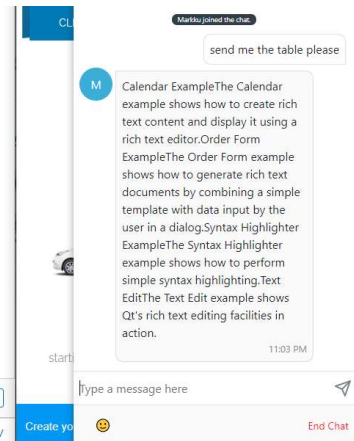 CL
Markku joined the chat.
send me the table please
M
Calendar ExampleThe Calendar
example shows how to create rich
text content and display it using a
rich text editor.Order Form
ExampleThe Order Form example
shows how to generate rich text
documents by combining a simple
template with data input by the
user in a dialog.Syntax Highlighter
ExampleThe Syntax Highlighter
example shows how to perform
simple syntax highlighting.Text
EditThe Text Edit example shows
Qt's rich text editing facilities in
action.
11:03 PM
starti
Type a message here
Create yo
End Chat